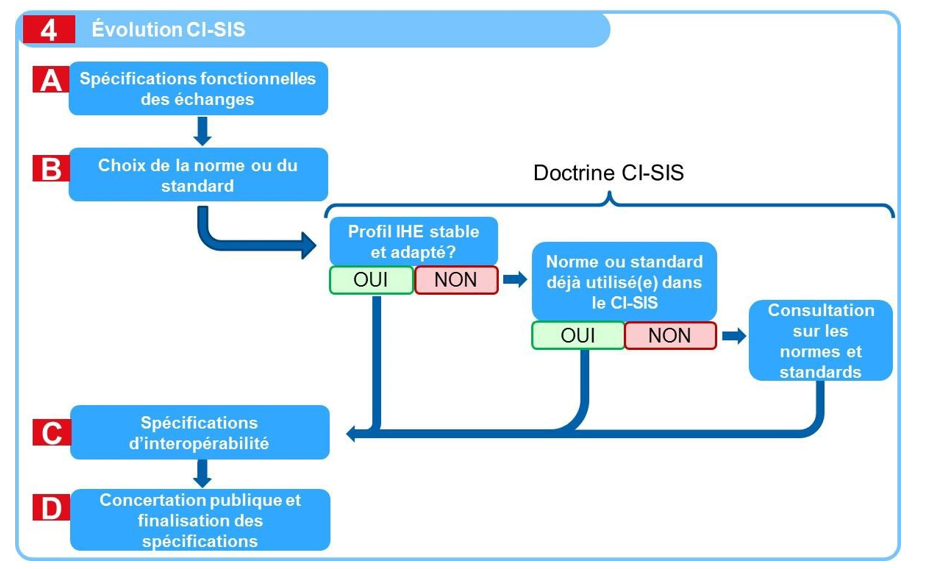 4 Évolution CI-SIS
A Spécifications fonctionnelles
des échanges
B Choix de la norme ou du
standard
Doctrine CI-SIS
Profil IHE stable
et adapté?
OUI NON
Norme ou standard
déjà utilisé(e) dans
le CI-SIS
OUI NON
Consultation
sur les
normes et
standards
C Spécifications
d’interopérabilité
D Concertation publique et
finalisation des
spécifications